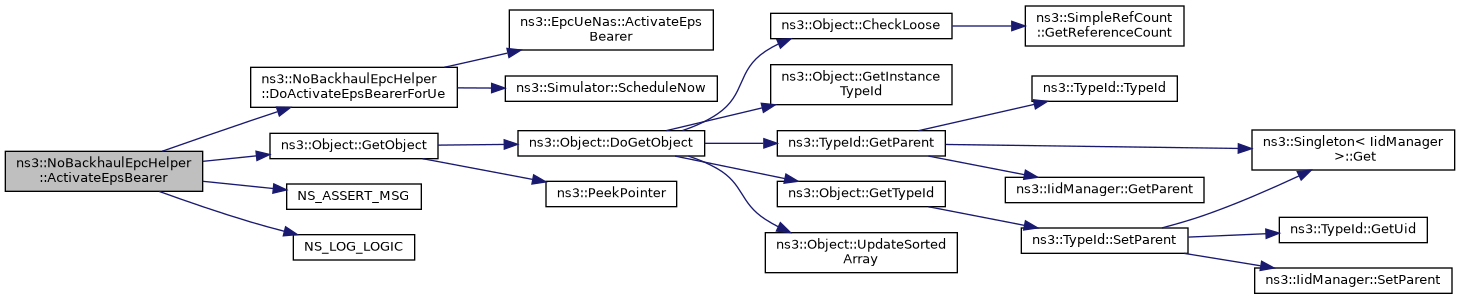 ns3::NoBackhaulEpcHelper
::ActivateEpsBearer
ns3::NoBackhaulEpcHelper
::DoActivateEpsBearerForUe
ns3::Object::GetObject
NS_ASSERT_MSG
NS_LOG_LOGIC
ns3::EpcUeNas::ActivateEps
Bearer
ns3::Simulator::ScheduleNow
ns3::Object::DoGetObject
ns3::PeekPointer
ns3::Object::CheckLoose
ns3::Object::GetInstance
TypeId
ns3::TypeId::GetParent
ns3::Object::GetTypeId
ns3::Object::UpdateSorted
Array
ns3::SimpleRefCount
::GetReferenceCount
ns3::TypeId::TypeId
ns3::IidManager::GetParent
ns3::TypeId::SetParent
ns3::Singleton< IidManager
>::Get
ns3::TypeId::GetUid
ns3::IidManager::SetParent